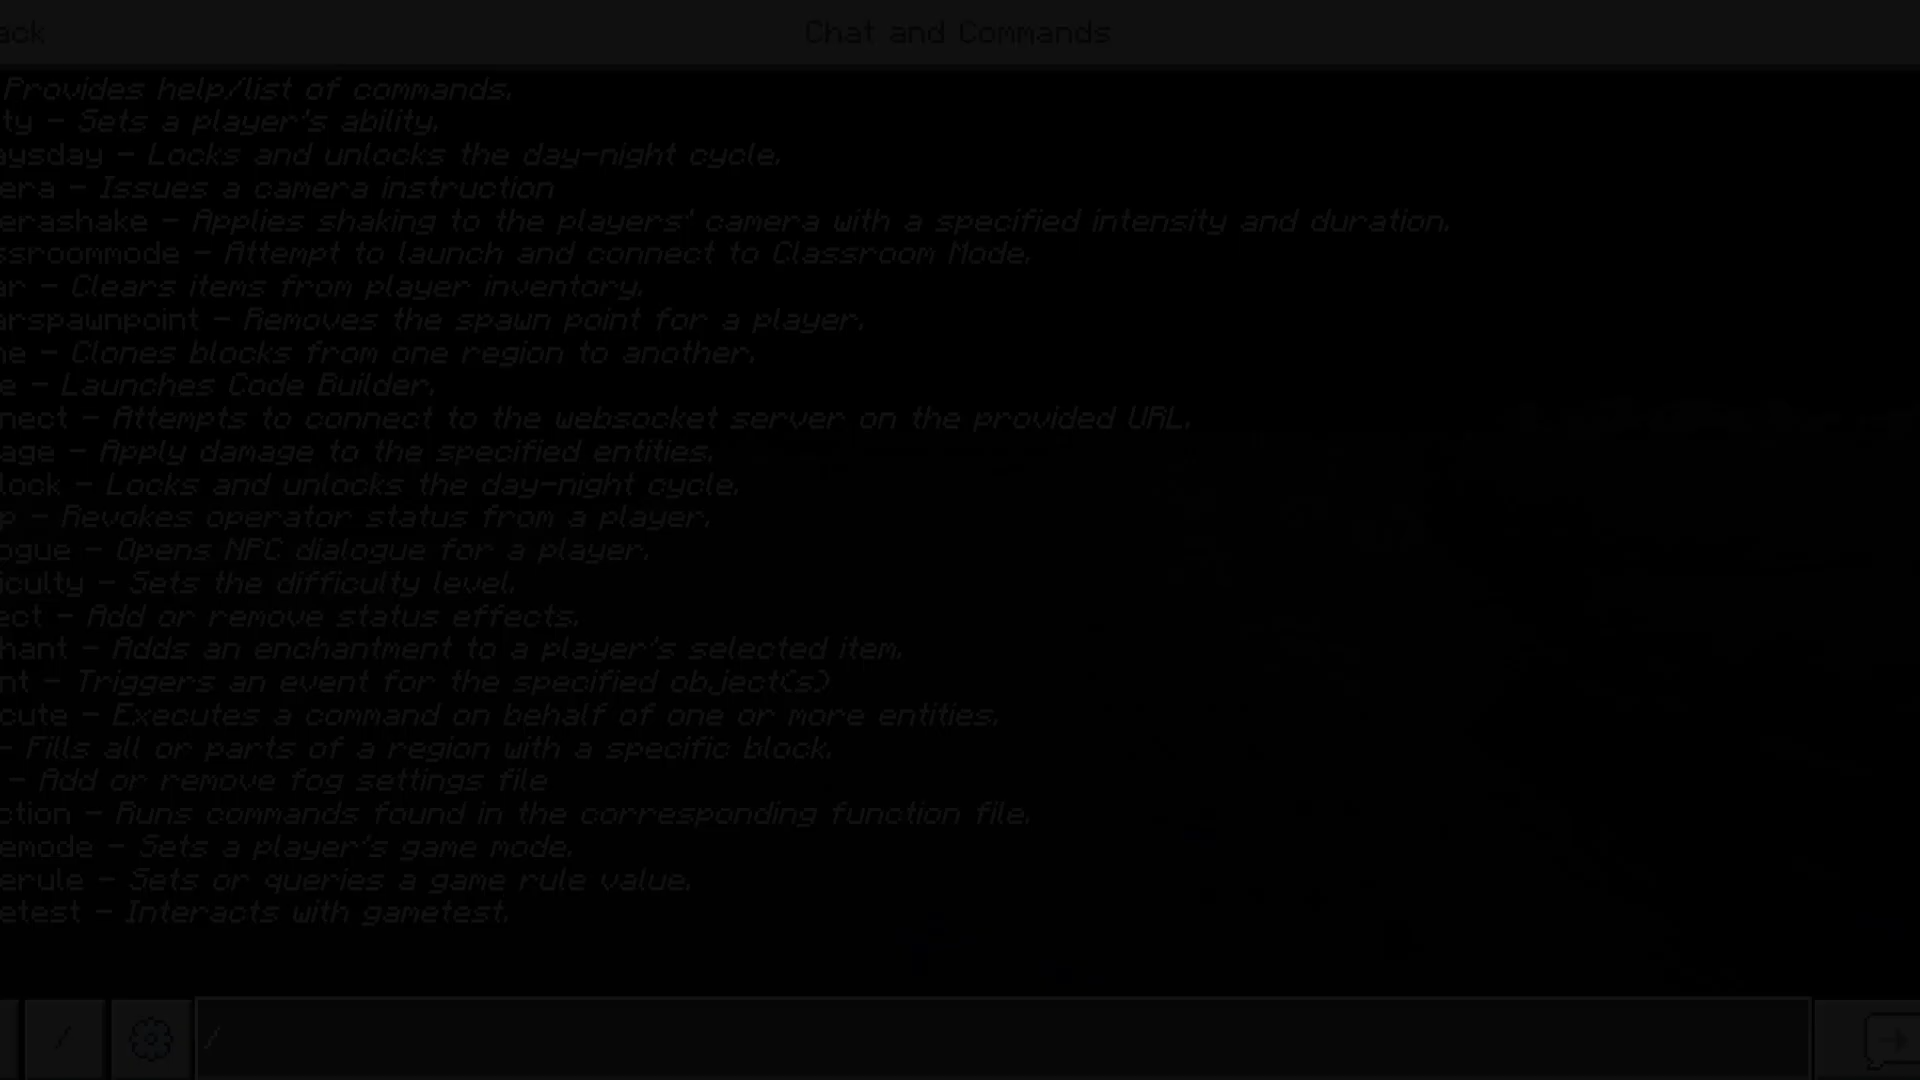 ack
Chat and Commands
Provides help/list of commands.
ty - Sets a player's ability.
aysday - Locks and unlocks the day-night cycle.
era - Issues a camera instruction
erashake - Applies shaking to the players' camera with a specified intensity and duration.
ssroommode - Attempt to launch and connect to Classroom Mode.
ar - Clears items from player inventory.
arspawnpoint - Removes the spawn point for a player.
ne - Clones blocks from one region to another.
e - Launches Code Builder.
nect - Attempts to connect to the websocket server on the provided URL.
age - Apply damage to the specified entities.
lock - Locks and unlocks the day-night cycle.
p - Revokes operator status from a player.
ogue - Opens NPC dialogue for a player.
iculty - Sets the difficulty level.
ect - Add or remove status effects.
hant - Adds an enchantment to a player's selected item.
nt - Triggers an event for the specified object(s)
cute - Executes a command on behalf of one or more entities.
- Fills all or parts of a region with a specific block.
- Add or remove fog settings file
ction - Runs commands found in the corresponding function file.
emode - Sets a player's game mode.
erule - Sets or queries a game rule value.
etest - Interacts with gametest.
/ /